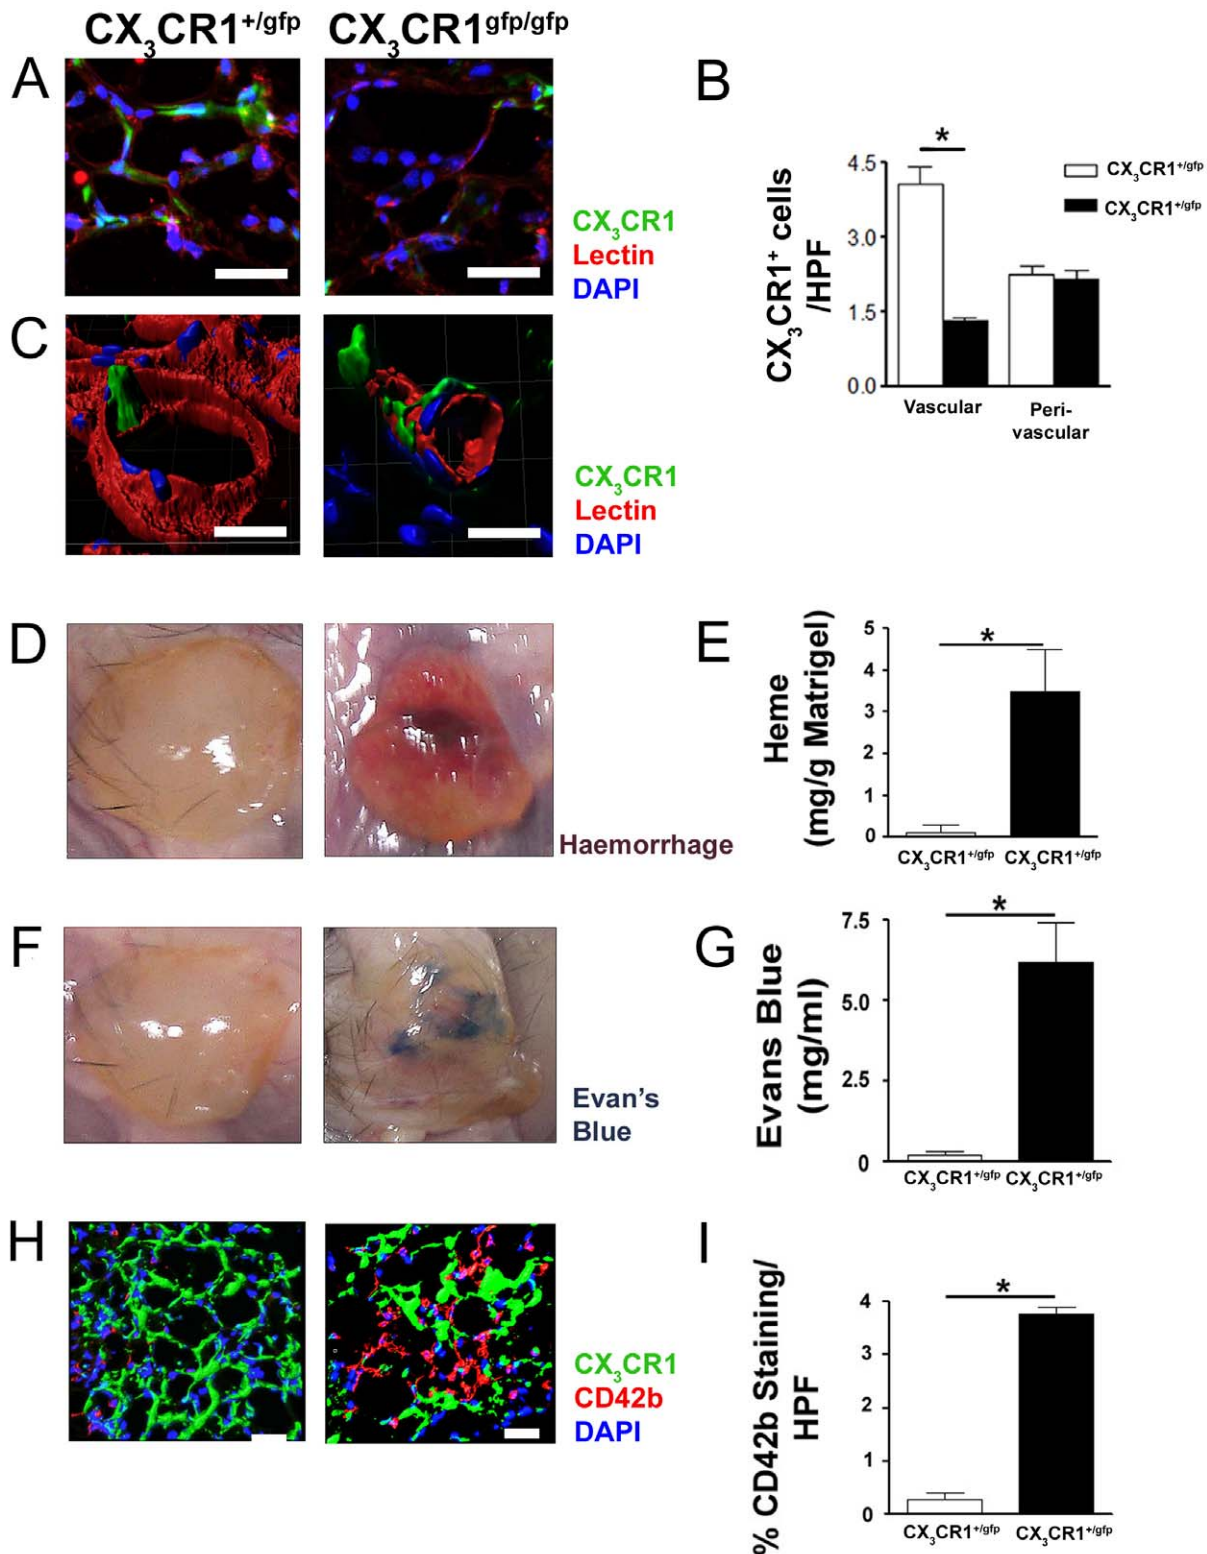 CX₃CR1⁺/ᵍᶠᵖ CX₃CR1ᵍᶠᵖ/ᵍᶠᵖ
A
CX₃CR1
Lectin
DAPI
B
CX₃CR1⁺ cells
/HPF
4.5
3.0
1.5
0.0
*
Vascular
Peri-
vascular
CX₃CR1⁺/ᵍᶠᵖ
CX₃CR1⁺/ᵍᶠᵖ
C
CX₃CR1
Lectin
DAPI
D
Haemorrhage
E
Heme
(mg/g Matrigel)
5
4
3
2
1
0
*
CX₃CR1⁺/ᵍᶠᵖ CX₃CR1⁺/ᵍᶠᵖ
F
Evan's
Blue
G
Evans Blue
(mg/ml)
7.5
5.0
2.5
0
*
CX₃CR1⁺/ᵍᶠᵖ CX₃CR1⁺/ᵍᶠᵖ
H
CX₃CR1
CD42b
DAPI
I
% CD42b Staining/
HPF
4
3
2
1
0
*
CX₃CR1⁺/ᵍᶠᵖ CX₃CR1⁺/ᵍᶠᵖ